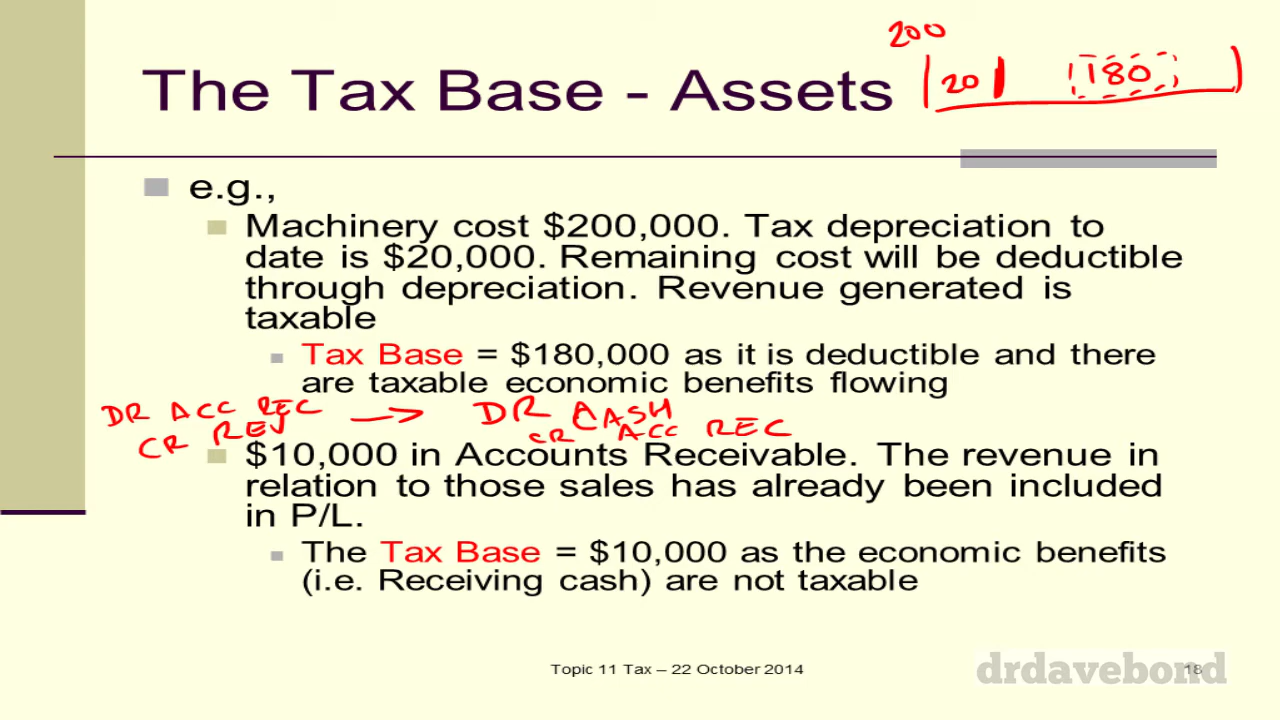 200
The Tax Base - Assets
20 180
e.g.,
Machinery cost $200,000. Tax depreciation to
date is $20,000. Remaining cost will be deductible
through depreciation. Revenue generated is
taxable
Tax Base = $180,000 as it is deductible and there
are taxable economic benefits flowing
DR ACC REC → DR CASH
CR REV CR ACC REC
$10,000 in Accounts Receivable. The revenue in
relation to those sales has already been included
in P/L.
The Tax Base = $10,000 as the economic benefits
(i.e. Receiving cash) are not taxable
Topic 11 Tax – 22 October 2014
drdavebond
18